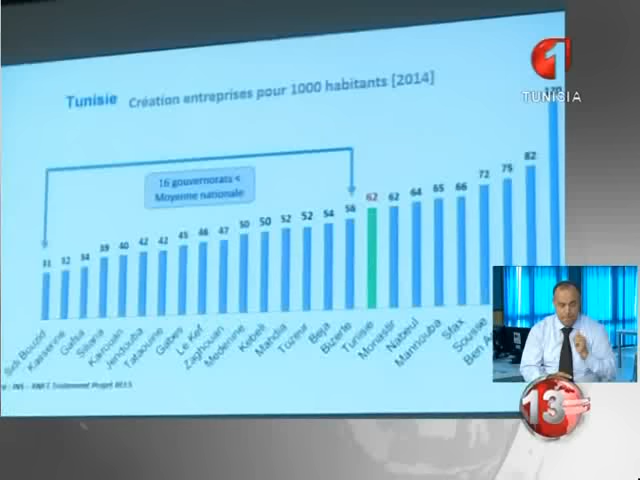 1
TUNISIA
Tunisie Création entreprises pour 1000 habitants [2014]
16 gouvernorats <
Moyenne nationale
31 32 34 39 40 42 42 45 46 47 50 50 52 52 54 56 62 62 64 65 66 72 75 82
Sidi Bouzid
Kasserine
Gafsa
Siliana
Kairouan
Jendouba
Tataouine
Gabes
Le Kef
Zaghouan
Medenine
Kebeli
Mahdia
Tozeur
Beja
Bizerte
Tunisie
Monastir
Nabeul
Mannouba
Sfax
Sousse
Ben
13